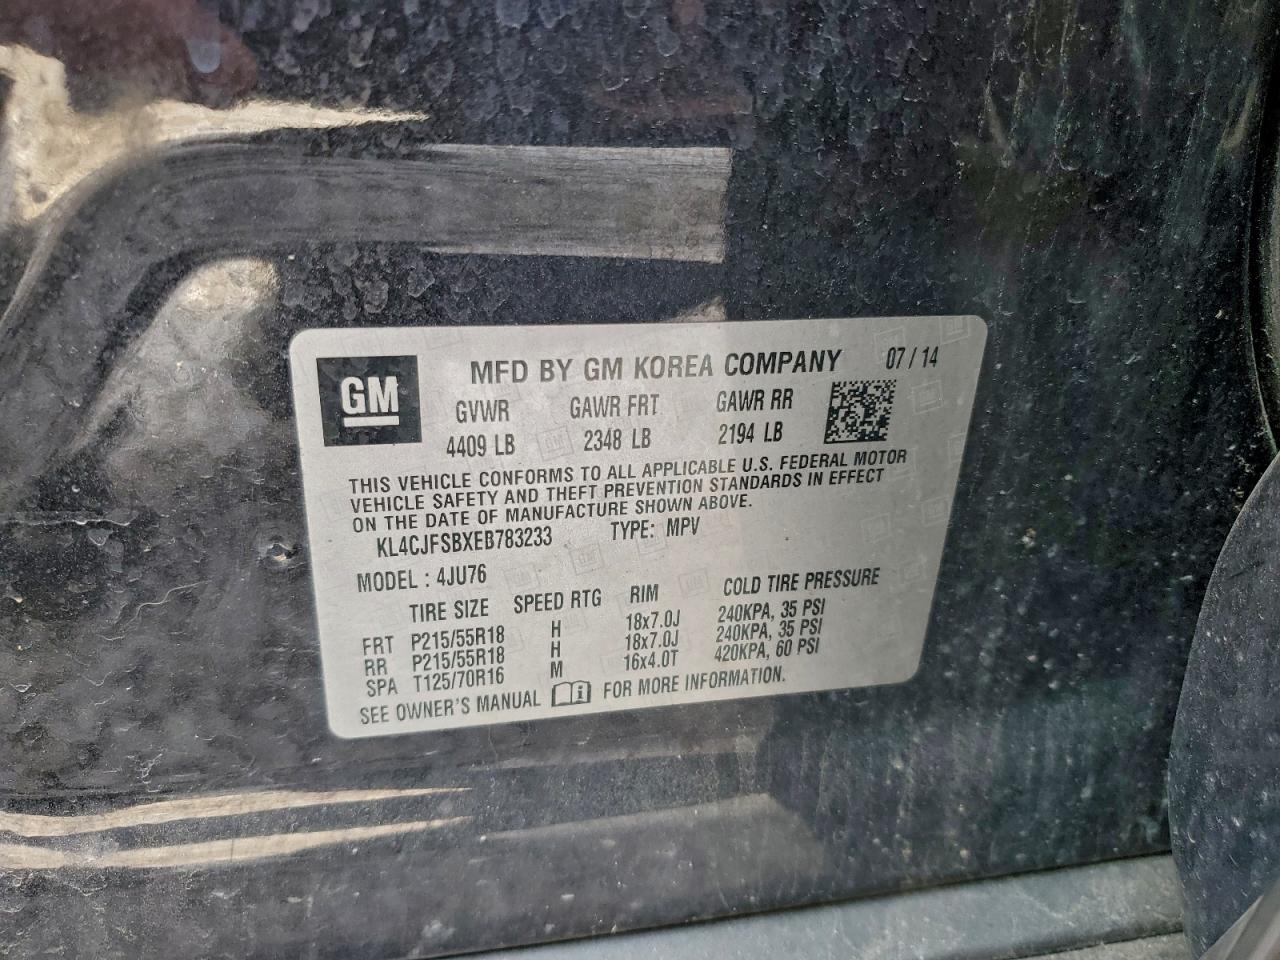 GM
MFD BY GM KOREA COMPANY 07 / 14
GVWR GAWR FRT GAWR RR
4409 LB 2348 LB 2194 LB
THIS VEHICLE CONFORMS TO ALL APPLICABLE U.S. FEDERAL MOTOR
VEHICLE SAFETY AND THEFT PREVENTION STANDARDS IN EFFECT
ON THE DATE OF MANUFACTURE SHOWN ABOVE.
KL4CJFSBXEB783233 TYPE: MPV
MODEL : 4JU76
TIRE SIZE SPEED RTG RIM COLD TIRE PRESSURE
FRT P215/55R18 H 18x7.0J 240KPA, 35 PSI
RR P215/55R18 H 18x7.0J 240KPA, 35 PSI
SPA T125/70R16 M 16x4.0T 420KPA, 60 PSI
SEE OWNER'S MANUAL FOR MORE INFORMATION.